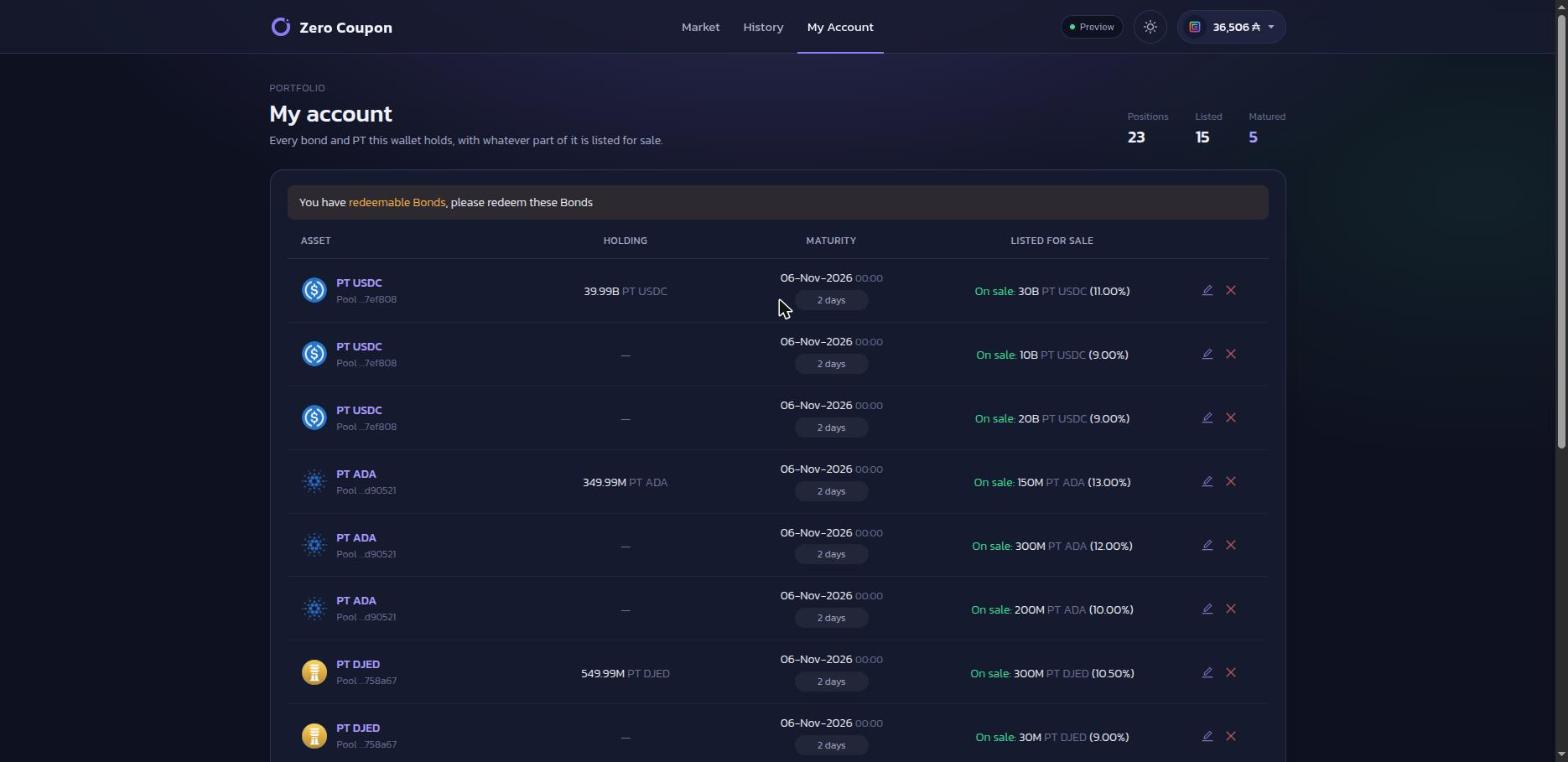 Zero Coupon
Market History My Account
Preview 36,506 ₳
PORTFOLIO
My account
Every bond and PT this wallet holds, with whatever part of it is listed for sale.
Positions Listed Matured
23 15 5
You have redeemable Bonds, please redeem these Bonds
ASSET HOLDING MATURITY LISTED FOR SALE
PT USDC
Pool ...7ef808
39.99B PT USDC
06-Nov-2026 00:00
2 days
On sale: 30B PT USDC (11.00%)
PT USDC
Pool ...7ef808
—
06-Nov-2026 00:00
2 days
On sale: 10B PT USDC (9.00%)
PT USDC
Pool ...7ef808
—
06-Nov-2026 00:00
2 days
On sale: 20B PT USDC (9.00%)
PT ADA
Pool ...d90521
349.99M PT ADA
06-Nov-2026 00:00
2 days
On sale: 150M PT ADA (13.00%)
PT ADA
Pool ...d90521
—
06-Nov-2026 00:00
2 days
On sale: 300M PT ADA (12.00%)
PT ADA
Pool ...d90521
—
06-Nov-2026 00:00
2 days
On sale: 200M PT ADA (10.00%)
PT DJED
Pool ...758a67
549.99M PT DJED
06-Nov-2026 00:00
2 days
On sale: 300M PT DJED (10.50%)
PT DJED
Pool ...758a67
—
06-Nov-2026 00:00
2 days
On sale: 30M PT DJED (9.00%)